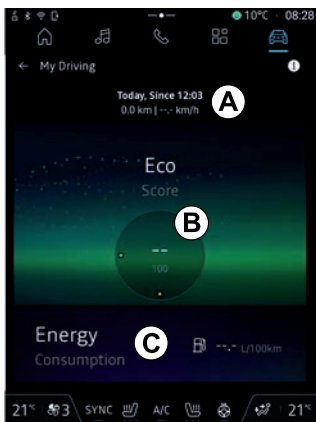 10°C 08:28
← My Driving
Today, Since 12:03
0.0 km | --.- km/h
A
Eco
Score
B
--
100
Energy
Consumption
C
--.- L/100km
21°C 3 SYNC A/C 21°C